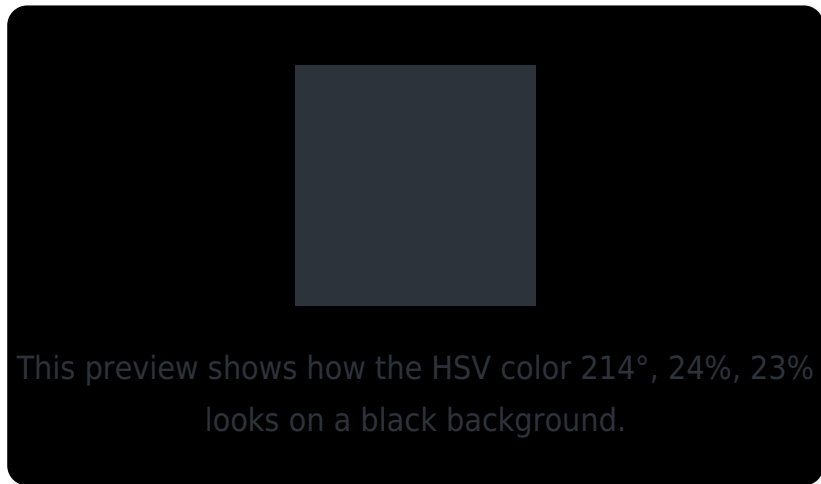 This preview shows how the HSV color 214°, 24%, 23%
looks on a black background.